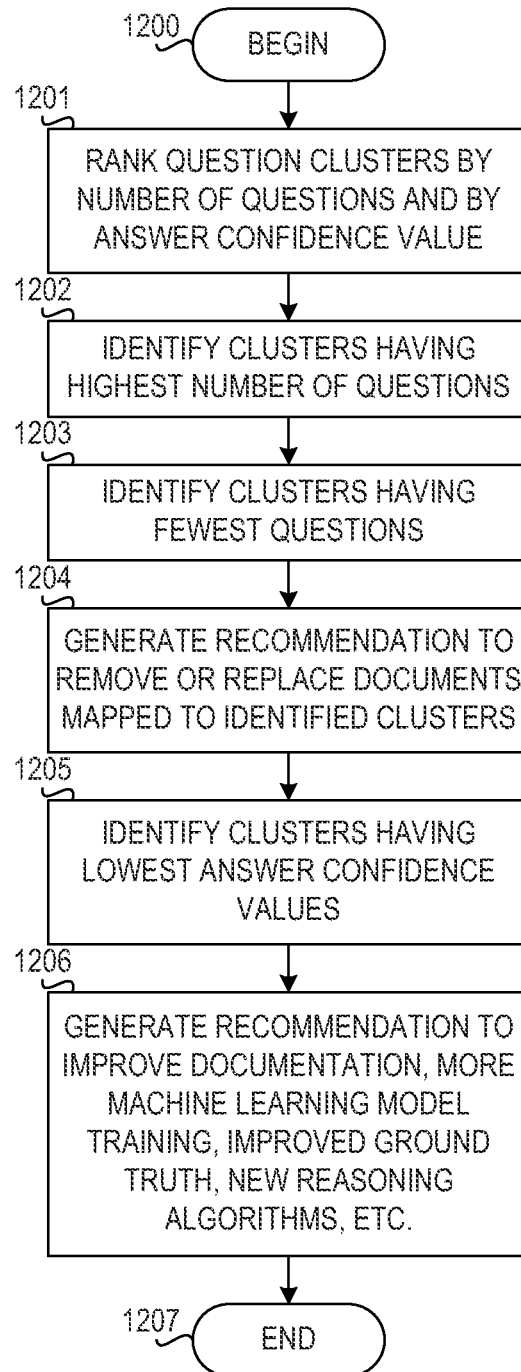 1200
BEGIN
1201
RANK QUESTION CLUSTERS BY
NUMBER OF QUESTIONS AND BY
ANSWER CONFIDENCE VALUE
1202
IDENTIFY CLUSTERS HAVING
HIGHEST NUMBER OF QUESTIONS
1203
IDENTIFY CLUSTERS HAVING
FEWEST QUESTIONS
1204
GENERATE RECOMMENDATION TO
REMOVE OR REPLACE DOCUMENTS
MAPPED TO IDENTIFIED CLUSTERS
1205
IDENTIFY CLUSTERS HAVING
LOWEST ANSWER CONFIDENCE
VALUES
1206
GENERATE RECOMMENDATION TO
IMPROVE DOCUMENTATION, MORE
MACHINE LEARNING MODEL
TRAINING, IMPROVED GROUND
TRUTH, NEW REASONING
ALGORITHMS, ETC.
1207
END